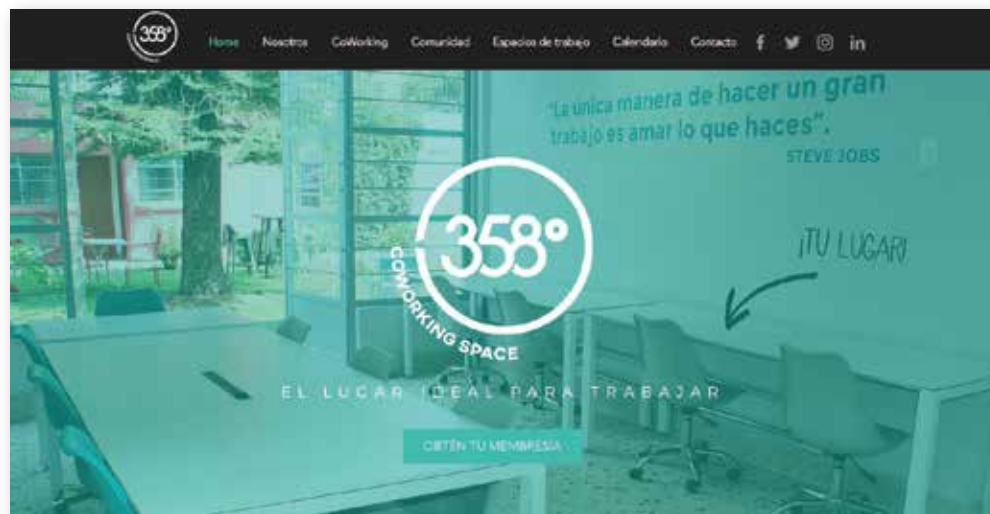 358°
Home Nosotros CoWorking Comunidad Espacios de trabajo Calendario Contacto f in
"La unica manera de hacer un gran
trabajo es amar lo que haces".
STEVE JOBS
¡TU LUGAR!
358°
COWORKING SPACE
EL LUGAR IDEAL PARA TRABAJAR
OBTÉN TU MEMBRESÍA